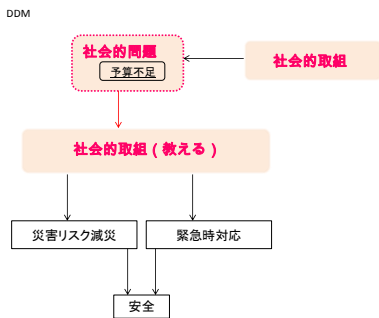 DDM
社会的問題
予算不足
社会的取組
社会的取組(教える)
災害リスク減災
緊急時対応
安全